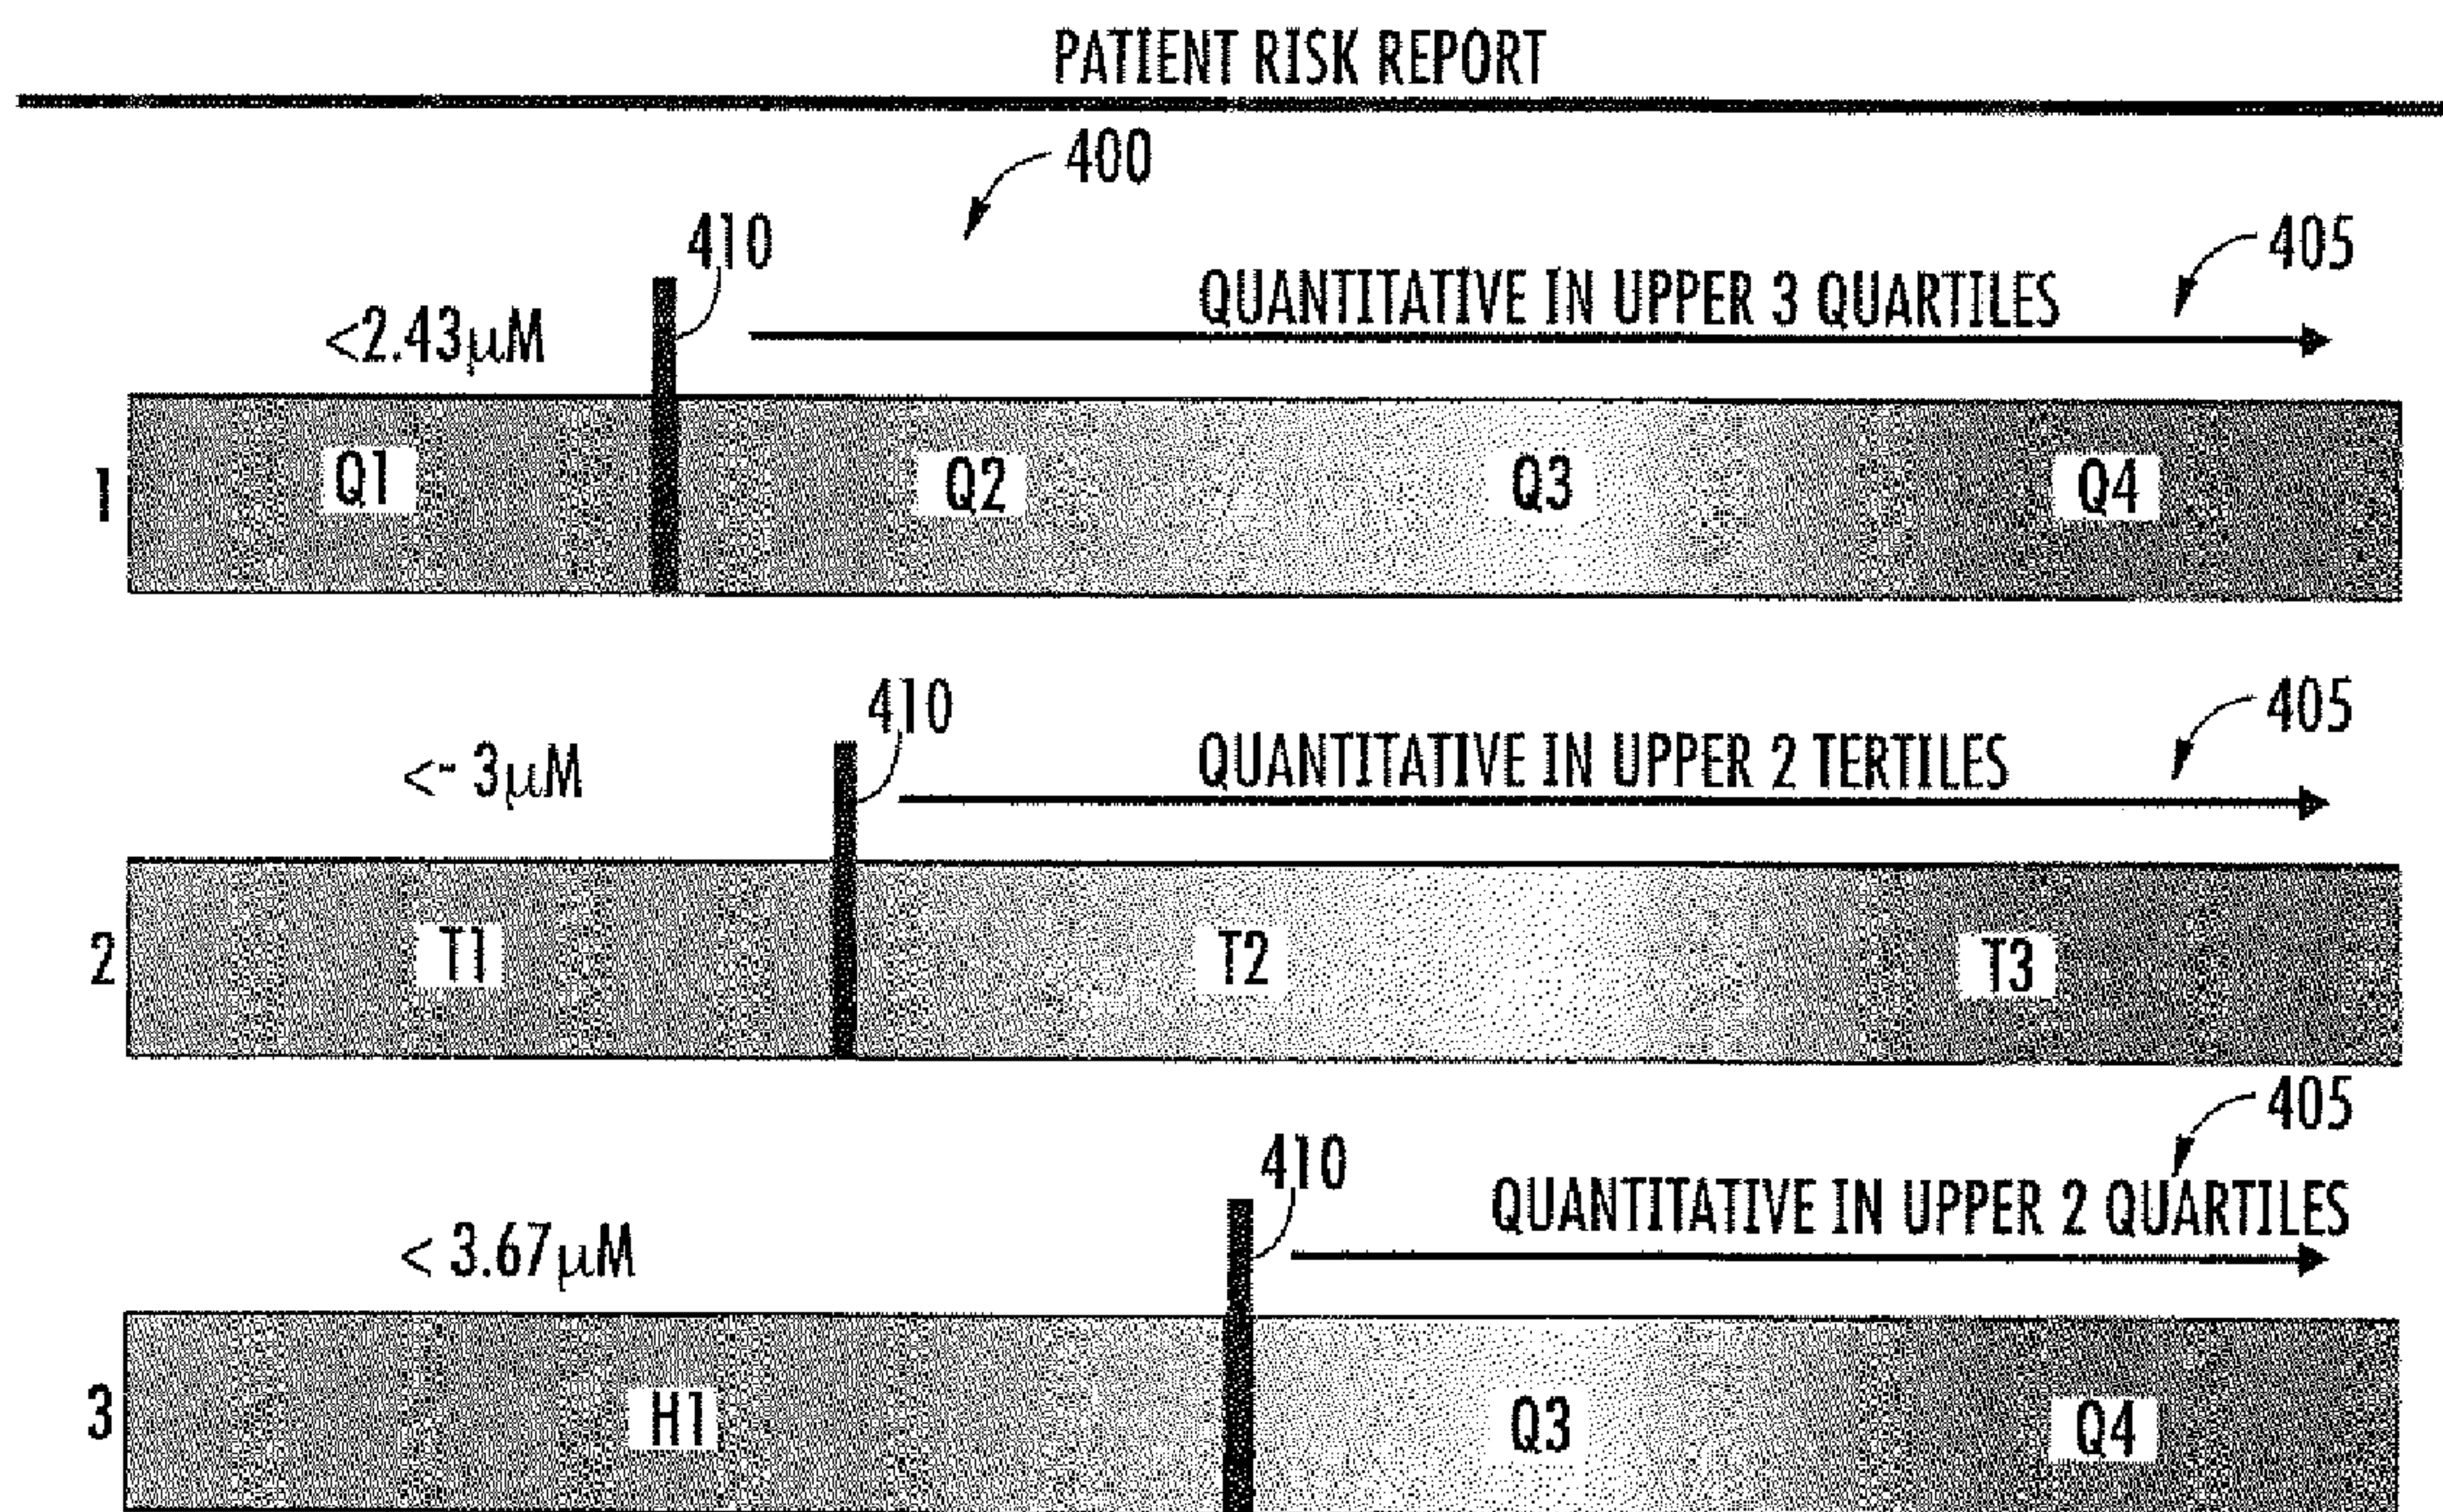 PATIENT RISK REPORT
400
410
405
QUANTITATIVE IN UPPER 3 QUARTILES
<2.43μM
1 Q1 Q2 Q3 Q4
410
405
QUANTITATIVE IN UPPER 2 TERTILES
<~ 3μM
2 T1 T2 T3
405
410
QUANTITATIVE IN UPPER 2 QUARTILES
< 3.67μM
3 H1 Q3 Q4